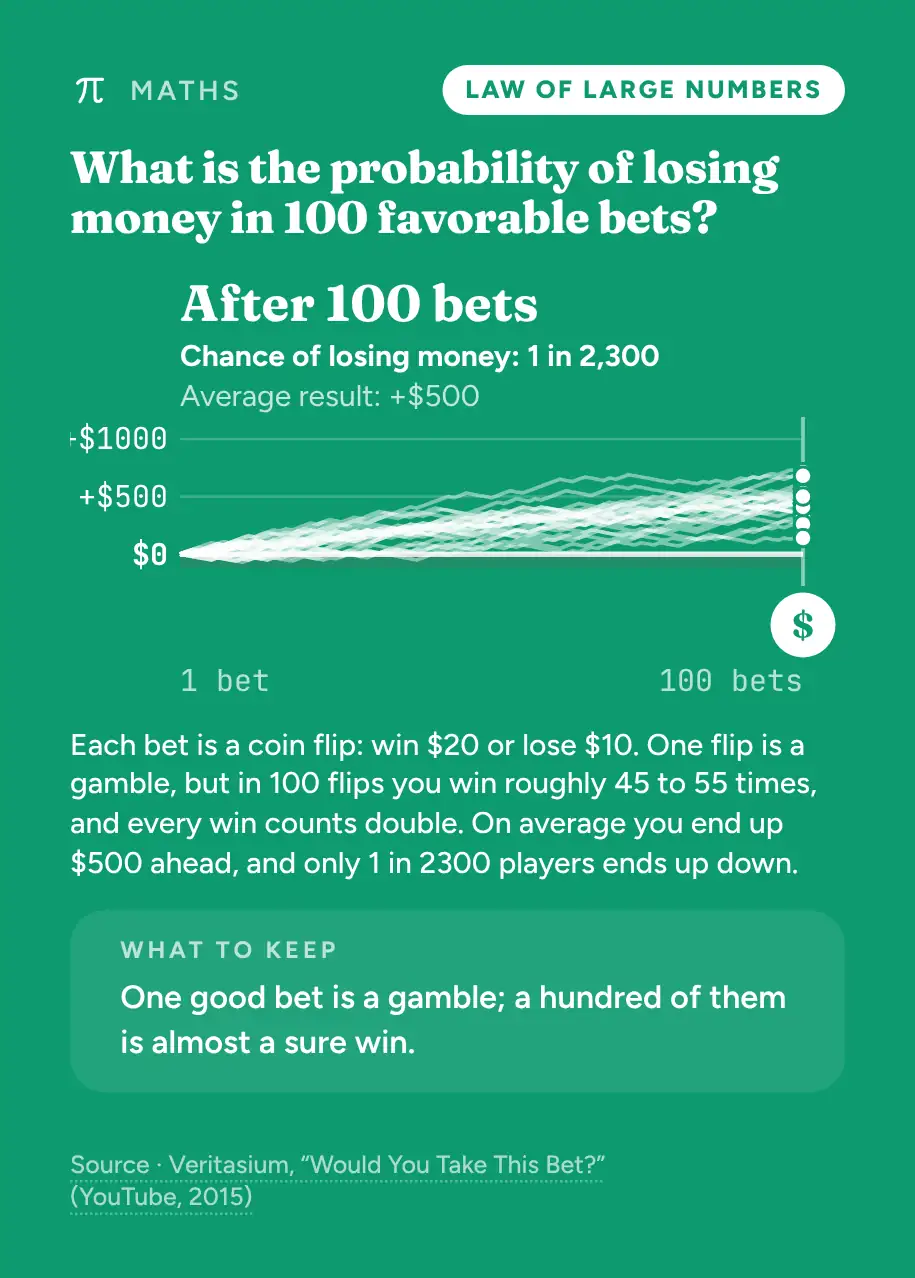 π MATHS
LAW OF LARGE NUMBERS
What is the probability of losing
money in 100 favorable bets?
After 100 bets
Chance of losing money: 1 in 2,300
Average result: +$500
+$1000
+$500
$0
$
1 bet
100 bets
Each bet is a coin flip: win $20 or lose $10. One flip is a
gamble, but in 100 flips you win roughly 45 to 55 times,
and every win counts double. On average you end up
$500 ahead, and only 1 in 2300 players ends up down.
WHAT TO KEEP
One good bet is a gamble; a hundred of them
is almost a sure win.
Source · Veritasium, “Would You Take This Bet?”
(YouTube, 2015)